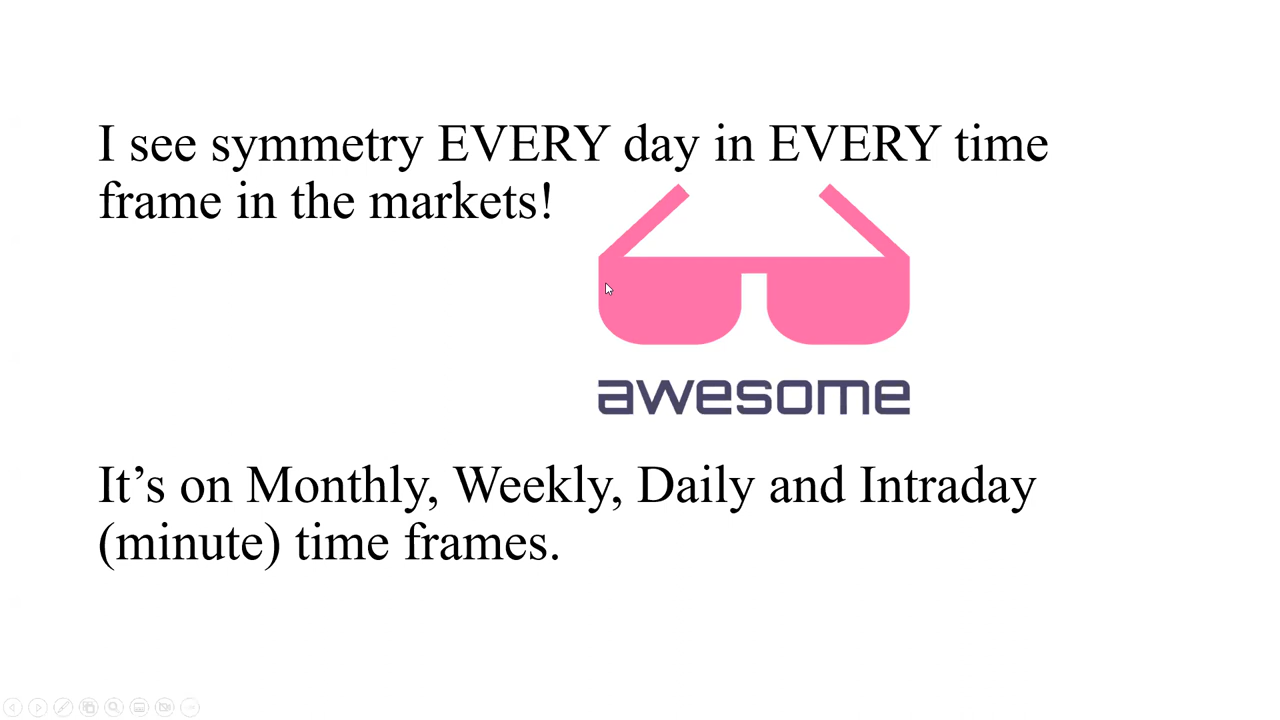 I see symmetry EVERY day in EVERY time
frame in the markets!
awesome
It’s on Monthly, Weekly, Daily and Intraday
(minute) time frames.